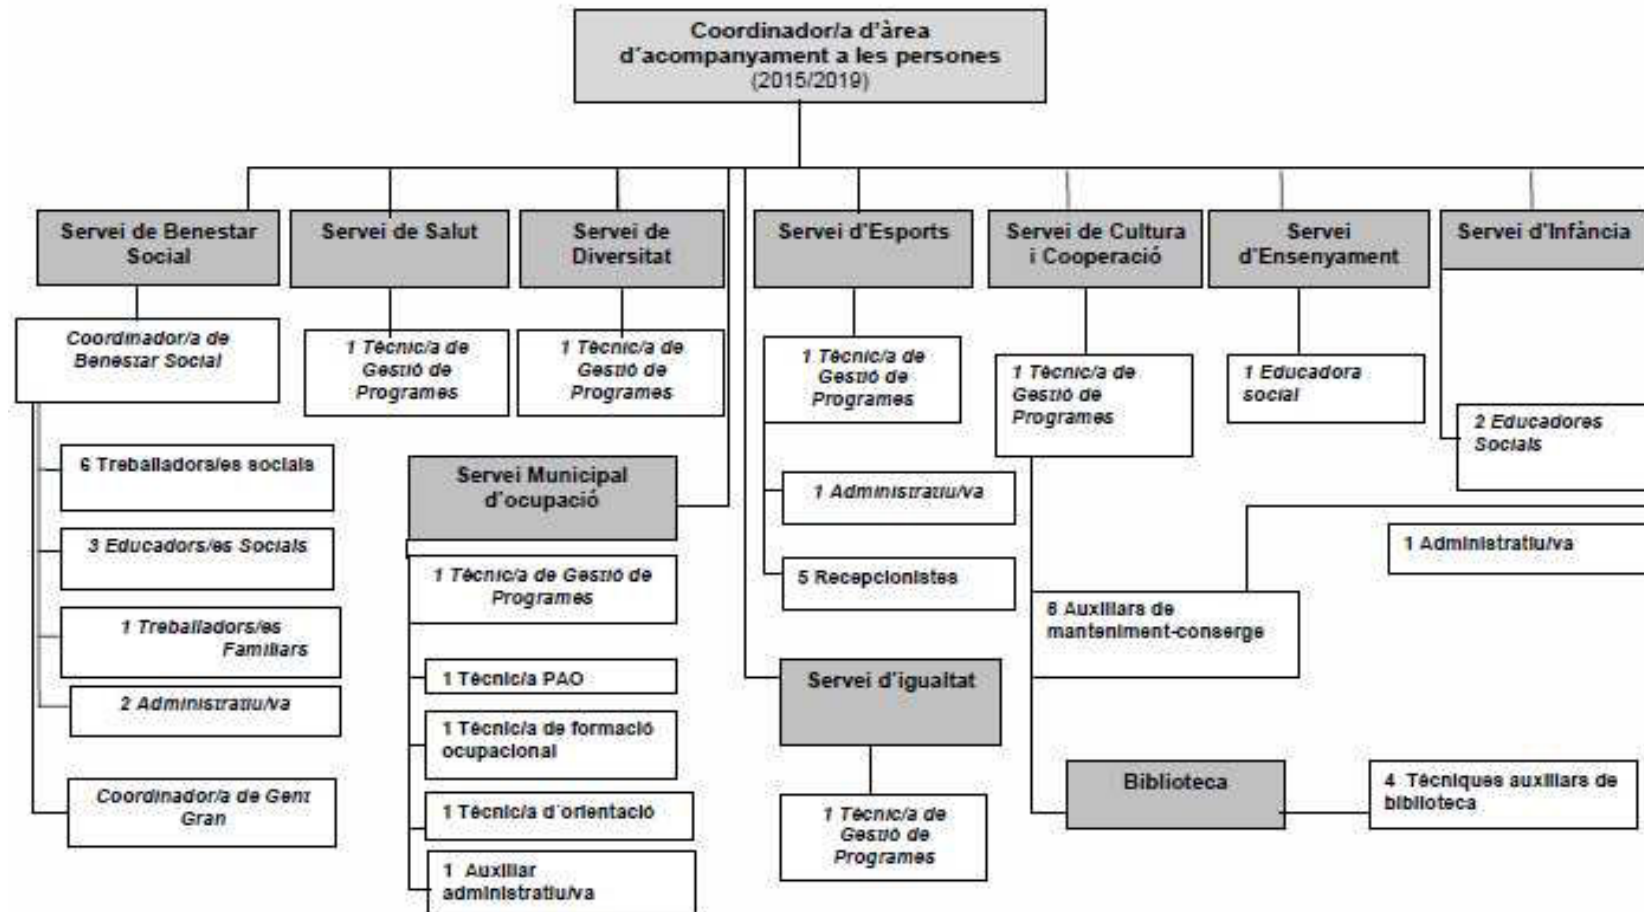 Coordinador/a d'àrea
d'acompanyament a les persones
(2015/2019)
Servei de Benestar
Social
Servei de Salut
Servei de
Diversitat
Servei d'Esports
Servei de Cultura
i Cooperació
Servei
d'Ensenyament
Servei d'Infància
Coordinador/a de
Benestar Social
1 Tècnic/a de
Gestió de
Programes
1 Tècnic/a de
Gestió de
Programes
1 Tècnic/a de
Gestió de
Programes
1 Tècnic/a de
Gestió de
Programes
1 Educadora
social
2 Educadores
Socials
6 Treballadors/es socials
3 Educadors/es Socials
1 Treballadors/es
Familiars
2 Administratiu/va
Coordinador/a de Gent
Gran
Servei Municipal
d'ocupació
1 Tècnic/a de Gestió de
Programes
1 Tècnic/a PAO
1 Tècnic/a de formació
ocupacional
1 Tècnic/a d'orientació
1 Auxiliar
administratiu/va
1 Administratiu/va
5 Recepcionistes
Servei d'igualtat
1 Tècnic/a de
Gestió de
Programes
1 Administratiu/va
8 Auxiliars de
manteniment-conserge
Biblioteca
4 Tècniques auxiliars de
biblioteca